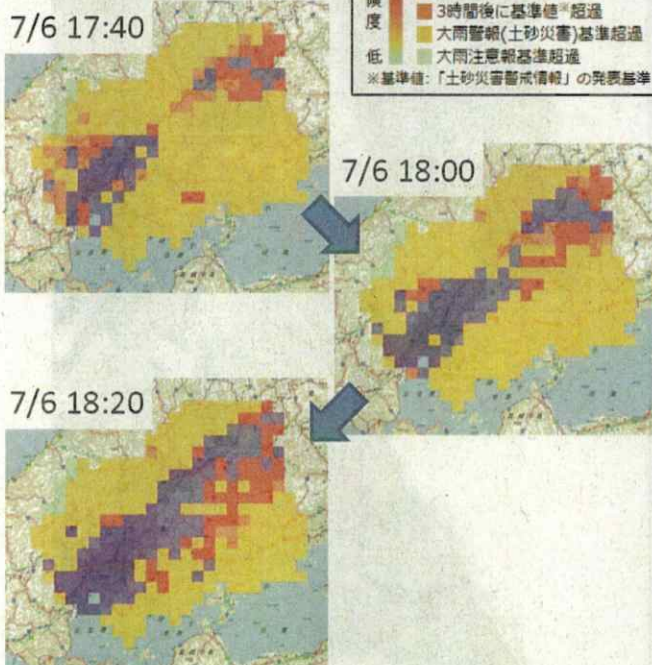 7/6 17:40
険
度
低
3時間後に基準値※超過
大雨警報(土砂災害)基準超過
大雨注意報基準超過
※基準値:「土砂災害警戒情報」の発表基準
7/6 18:00
7/6 18:20